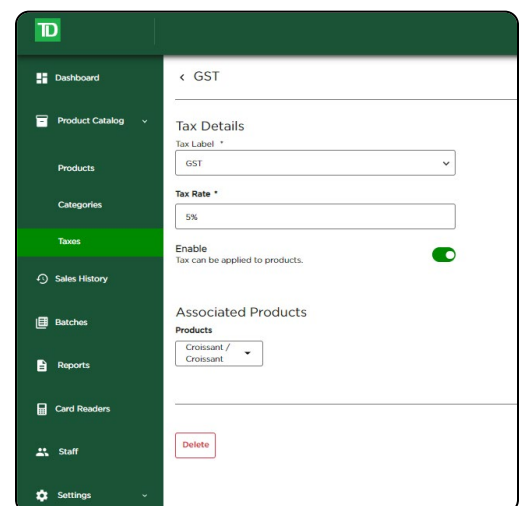 TD
Dashboard
Product Catalog
Products
Categories
Taxes
Sales History
Batches
Reports
Card Readers
Staff
Settings
GST
Tax Details
Tax Label *
GST
Tax Rate *
5%
Enable
Tax can be applied to products.
Associated Products
Products
Croissant /
Croissant
Delete